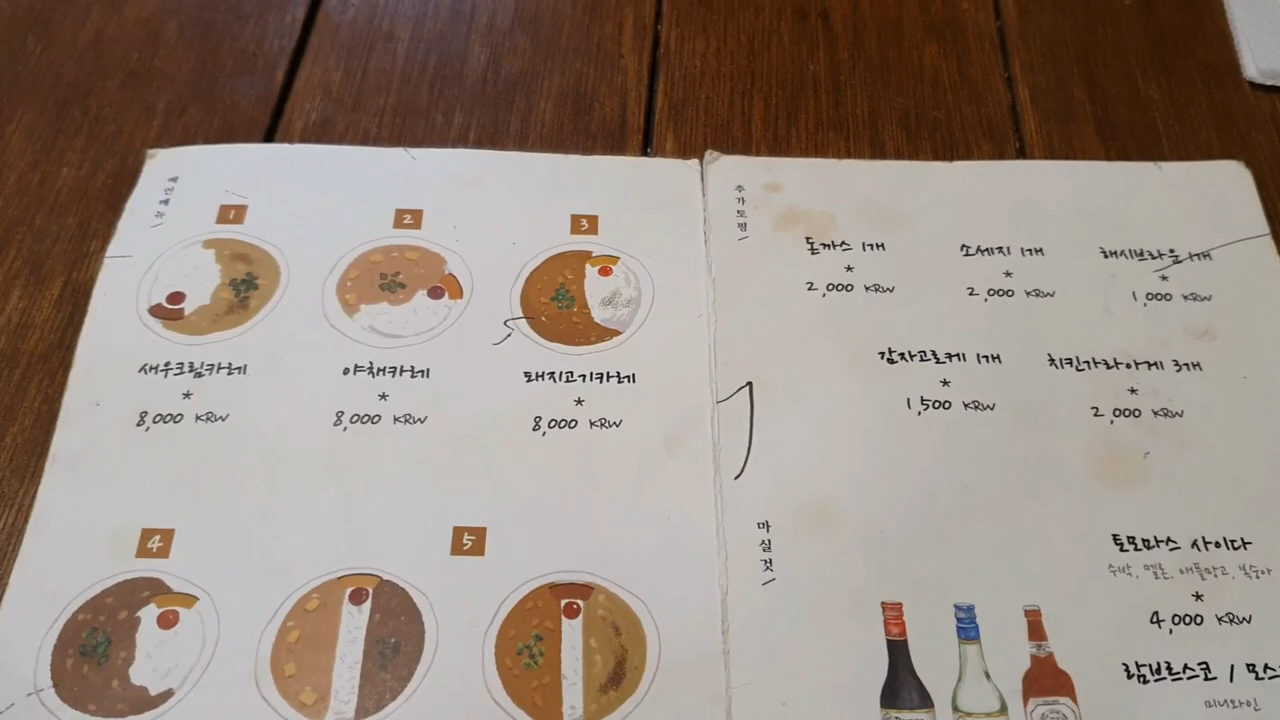 1
2
3
새우크림카레
*
8,000 KRW
야채카레
*
8,000 KRW
돼지고기카레
*
8,000 KRW
4
5
추가토핑
돈까스 1개
*
2,000 KRW
소세지 1개
*
2,000 KRW
해시브라운 1개
*
1,000 KRW
감자고로케 1개
*
1,500 KRW
치킨가라아게 3개
*
2,000 KRW
마실것
토모마스 사이다
수박, 멜론, 애플망고, 복숭아
*
4,000 KRW
람브르스코 / 모스
미니와인